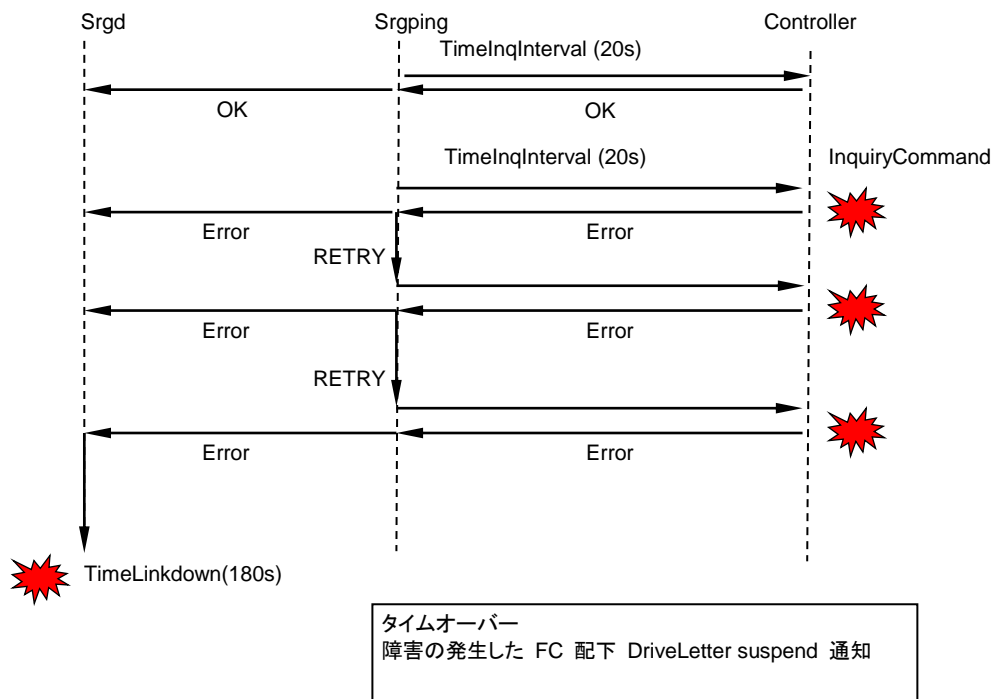 Srgd Srgping Controller
TimeInqInterval (20s)
OK OK
TimeInqInterval (20s) InquiryCommand
Error Error
RETRY
Error Error
RETRY
Error Error
TimeLinkdown(180s)
タイムオーバー
障害の発生した FC 配下 DriveLetter suspend 通知